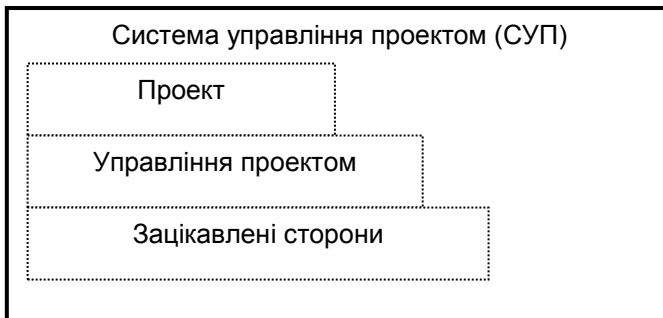 Система управління проектом (СУП)
Проект
Управління проектом
Зацікавлені сторони